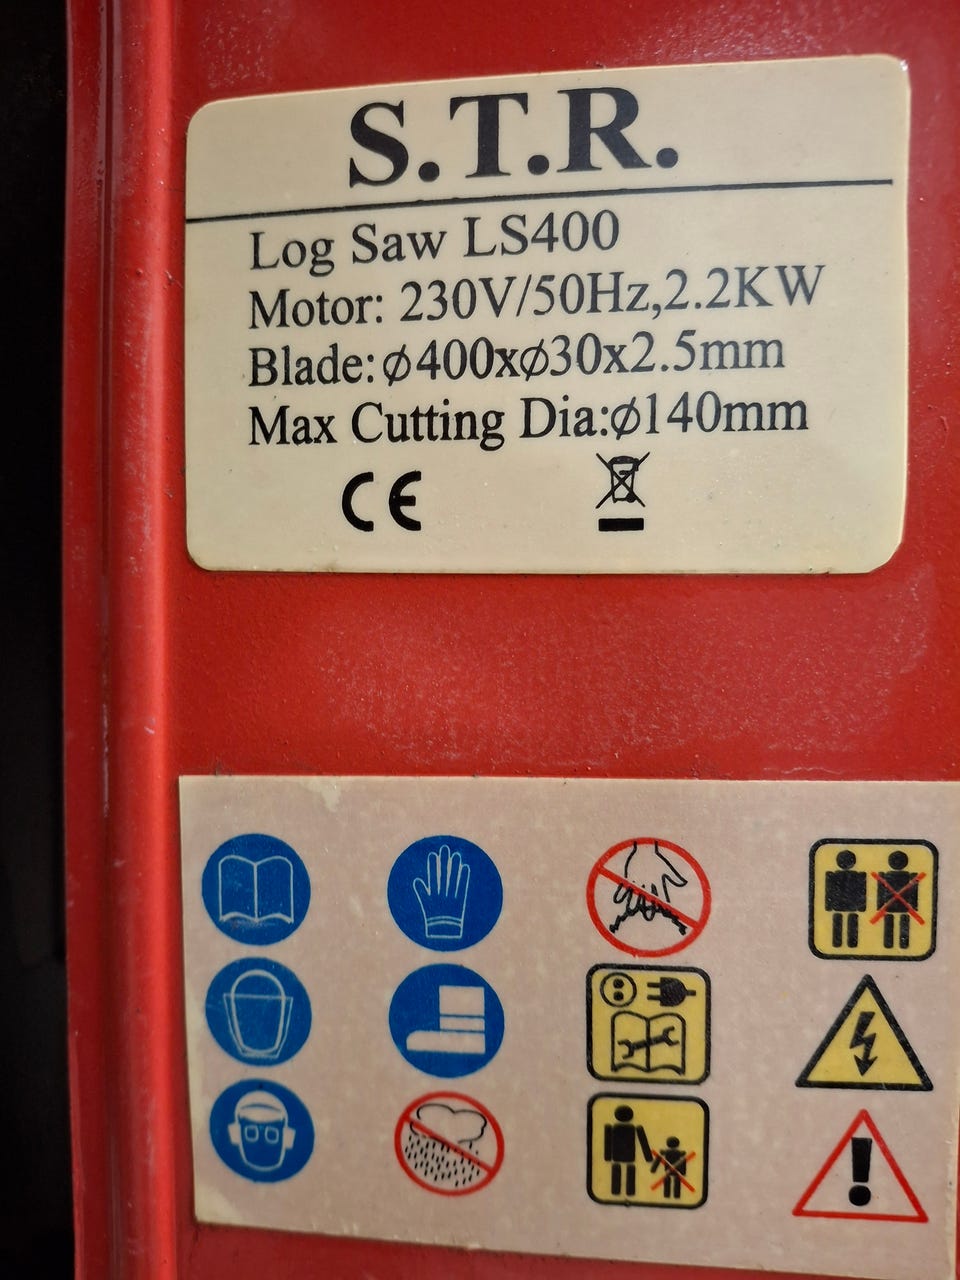 S.T.R.
Log Saw LS400
Motor: 230V/50Hz,2.2KW
Blade:ϕ400xϕ30x2.5mm
Max Cutting Dia:ϕ140mm
CE